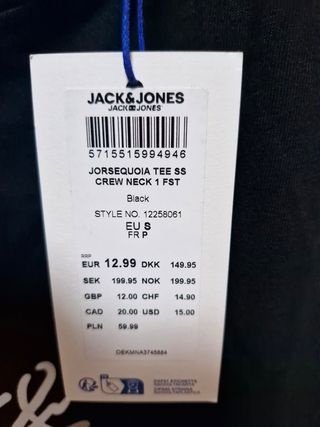 JACK&JONES
JACK&JONES
5715515994946
JORSEQUOIA TEE SS
CREW NECK 1 FST
Black
STYLE NO. 12258061
EU S
FR P
RRP
EUR 12.99 DKK 149.95
SEK 199.95 NOK 199.95
GBP 12.00 CHF 14.90
CAD 20.00 USD 15.00
PLN 59.99